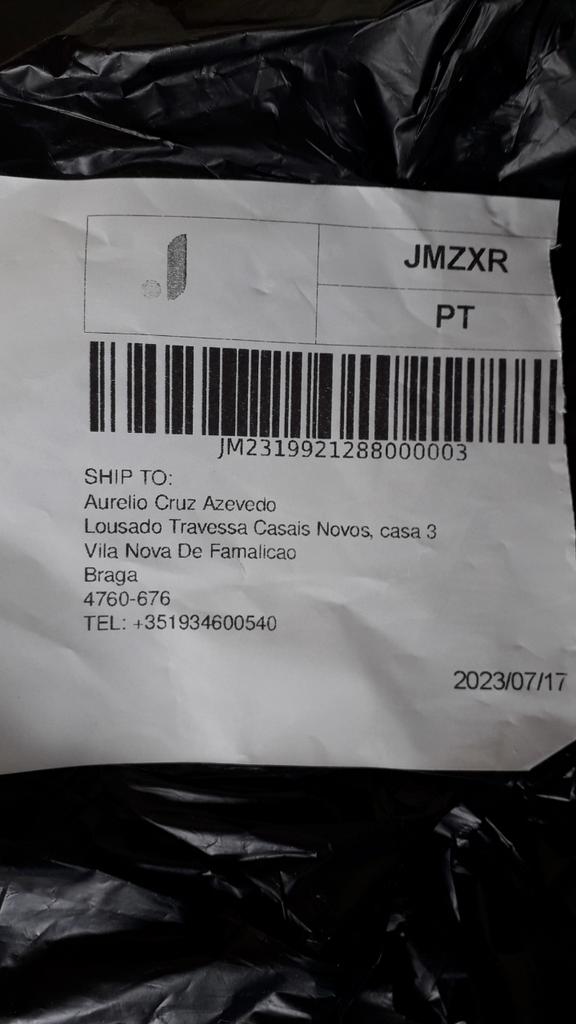 JMZXR
PT
JM2319921288000003
SHIP TO:
Aurelio Cruz Azevedo
Lousado Travessa Casais Novos, casa 3
Vila Nova De Famalicao
Braga
4760-676
TEL: +351934600540
2023/07/17